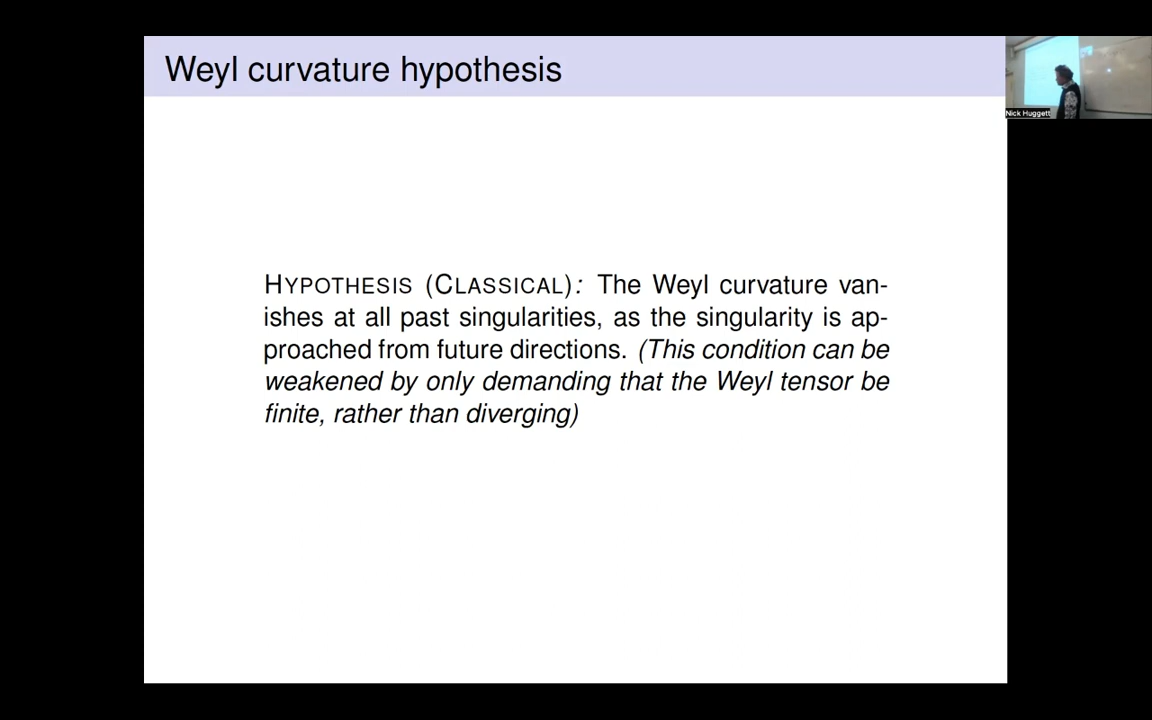 Weyl curvature hypothesis
Nick Huggett
HYPOTHESIS (CLASSICAL): The Weyl curvature van-
ishes at all past singularities, as the singularity is ap-
proached from future directions. (This condition can be
weakened by only demanding that the Weyl tensor be
finite, rather than diverging)